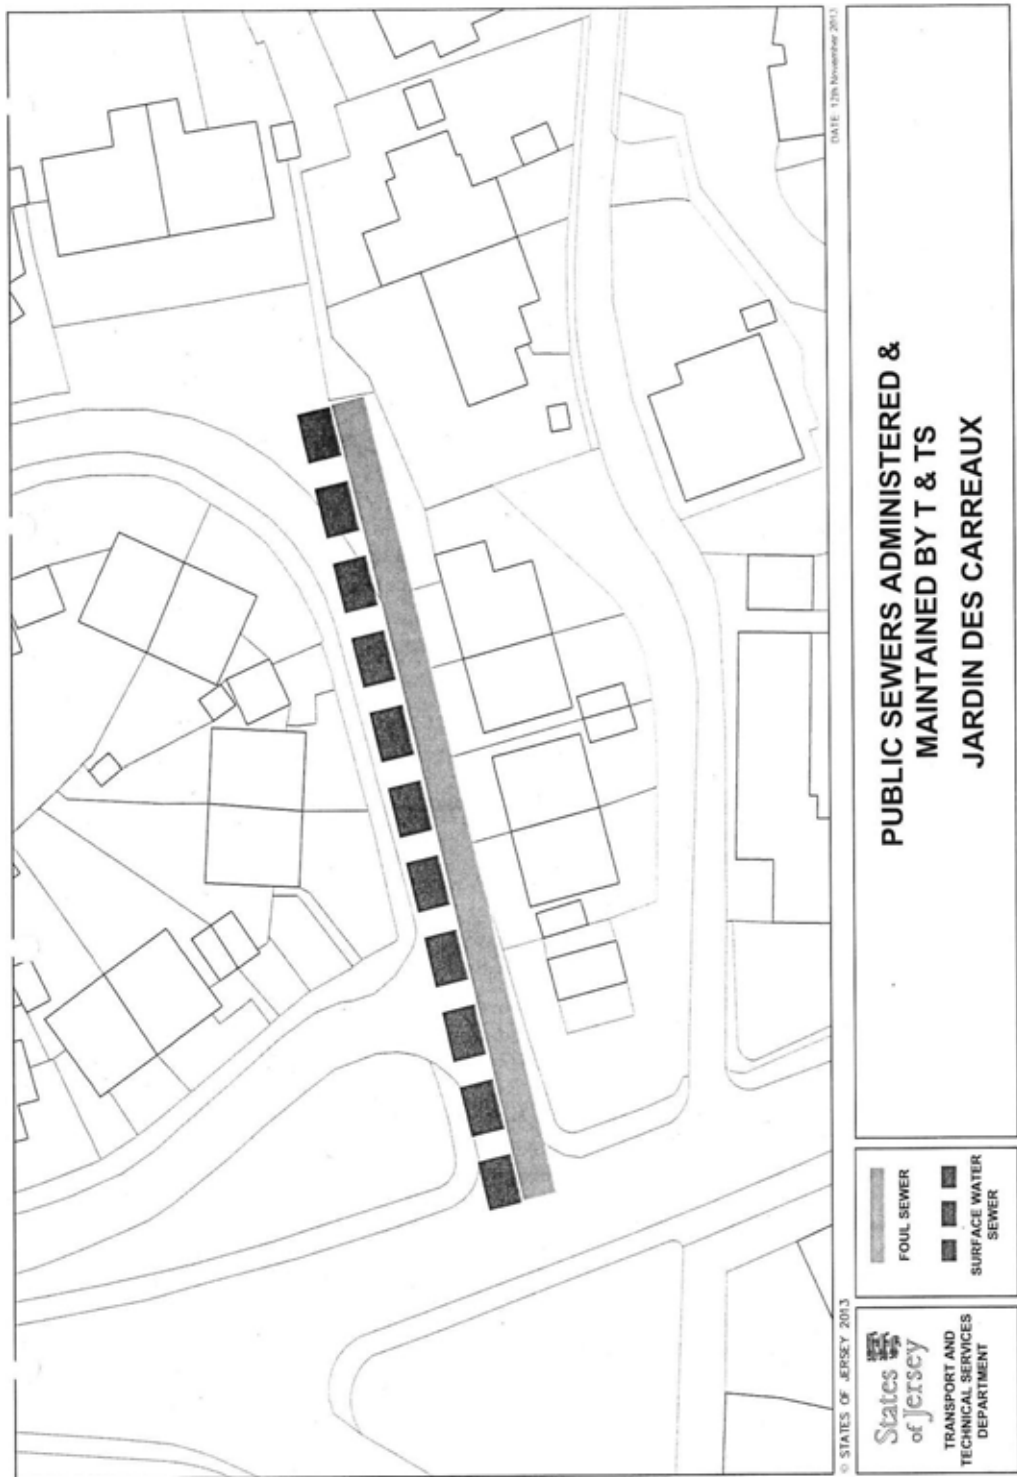 DATE: 12th November 2013
PUBLIC SEWERS ADMINISTERED &
MAINTAINED BY T & TS
JARDIN DES CARREAUX
FOUL SEWER
SURFACE WATER
SEWER
© STATES OF JERSEY 2013
States
of Jersey
TRANSPORT AND
TECHNICAL SERVICES
DEPARTMENT